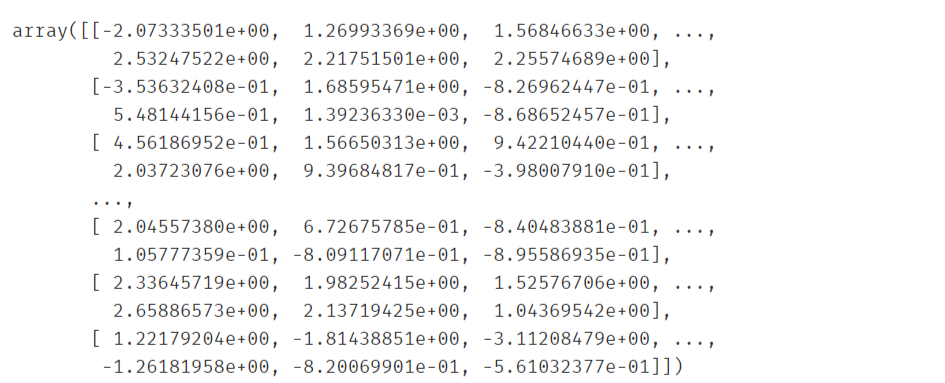 array([[-2.07333501e+00,  1.26993369e+00,  1.56846633e+00, ...,
         2.53247522e+00,  2.21751501e+00,  2.25574689e+00],
       [-3.53632408e-01,  1.68595471e+00, -8.26962447e-01, ...,
         5.48144156e-01,  1.39236330e-03, -8.68652457e-01],
       [ 4.56186952e-01,  1.56650313e+00,  9.42210440e-01, ...,
         2.03723076e+00,  9.39684817e-01, -3.98007910e-01],
       ...,
       [ 2.04557380e+00,  6.72675785e-01, -8.40483881e-01, ...,
         1.05777359e-01, -8.09117071e-01, -8.95586935e-01],
       [ 2.33645719e+00,  1.98252415e+00,  1.52576706e+00, ...,
         2.65886573e+00,  2.13719425e+00,  1.04369542e+00],
       [ 1.22179204e+00, -1.81438851e+00, -3.11208479e+00, ...,
        -1.26181958e+00, -8.20069901e-01, -5.61032377e-01]])